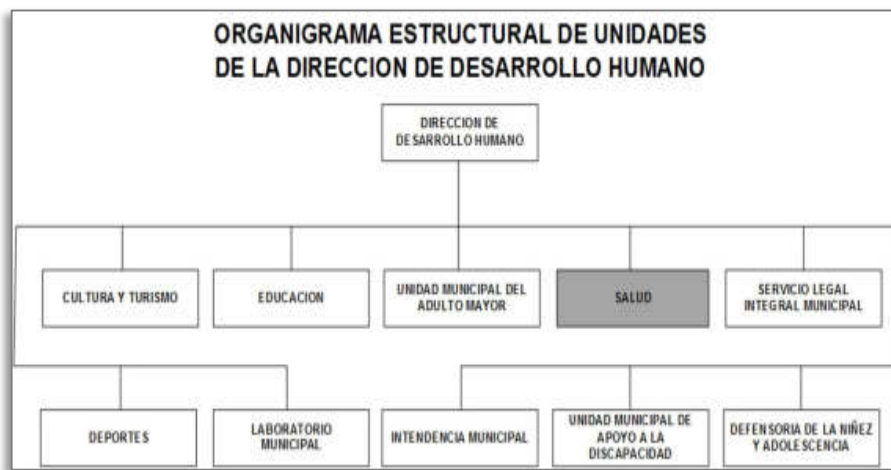 ORGANIGRAMA ESTRUCTURAL DE UNIDADES
DE LA DIRECCION DE DESARROLLO HUMANO
DIRECCION DE
DESARROLLO HUMANO
CULTURA Y TURISMO
EDUCACION
UNIDAD MUNICIPAL DEL
ADULTO MAYOR
SALUD
SERVICIO LEGAL
INTEGRAL MUNICIPAL
DEPORTES
LABORATORIO
MUNICIPAL
INTENDENCIA MUNICIPAL
UNIDAD MUNICIPAL DE
APOYO A LA
DISCAPACIDAD
DEFENSORIA DE LA NIÑEZ
Y ADOLESCENCIA